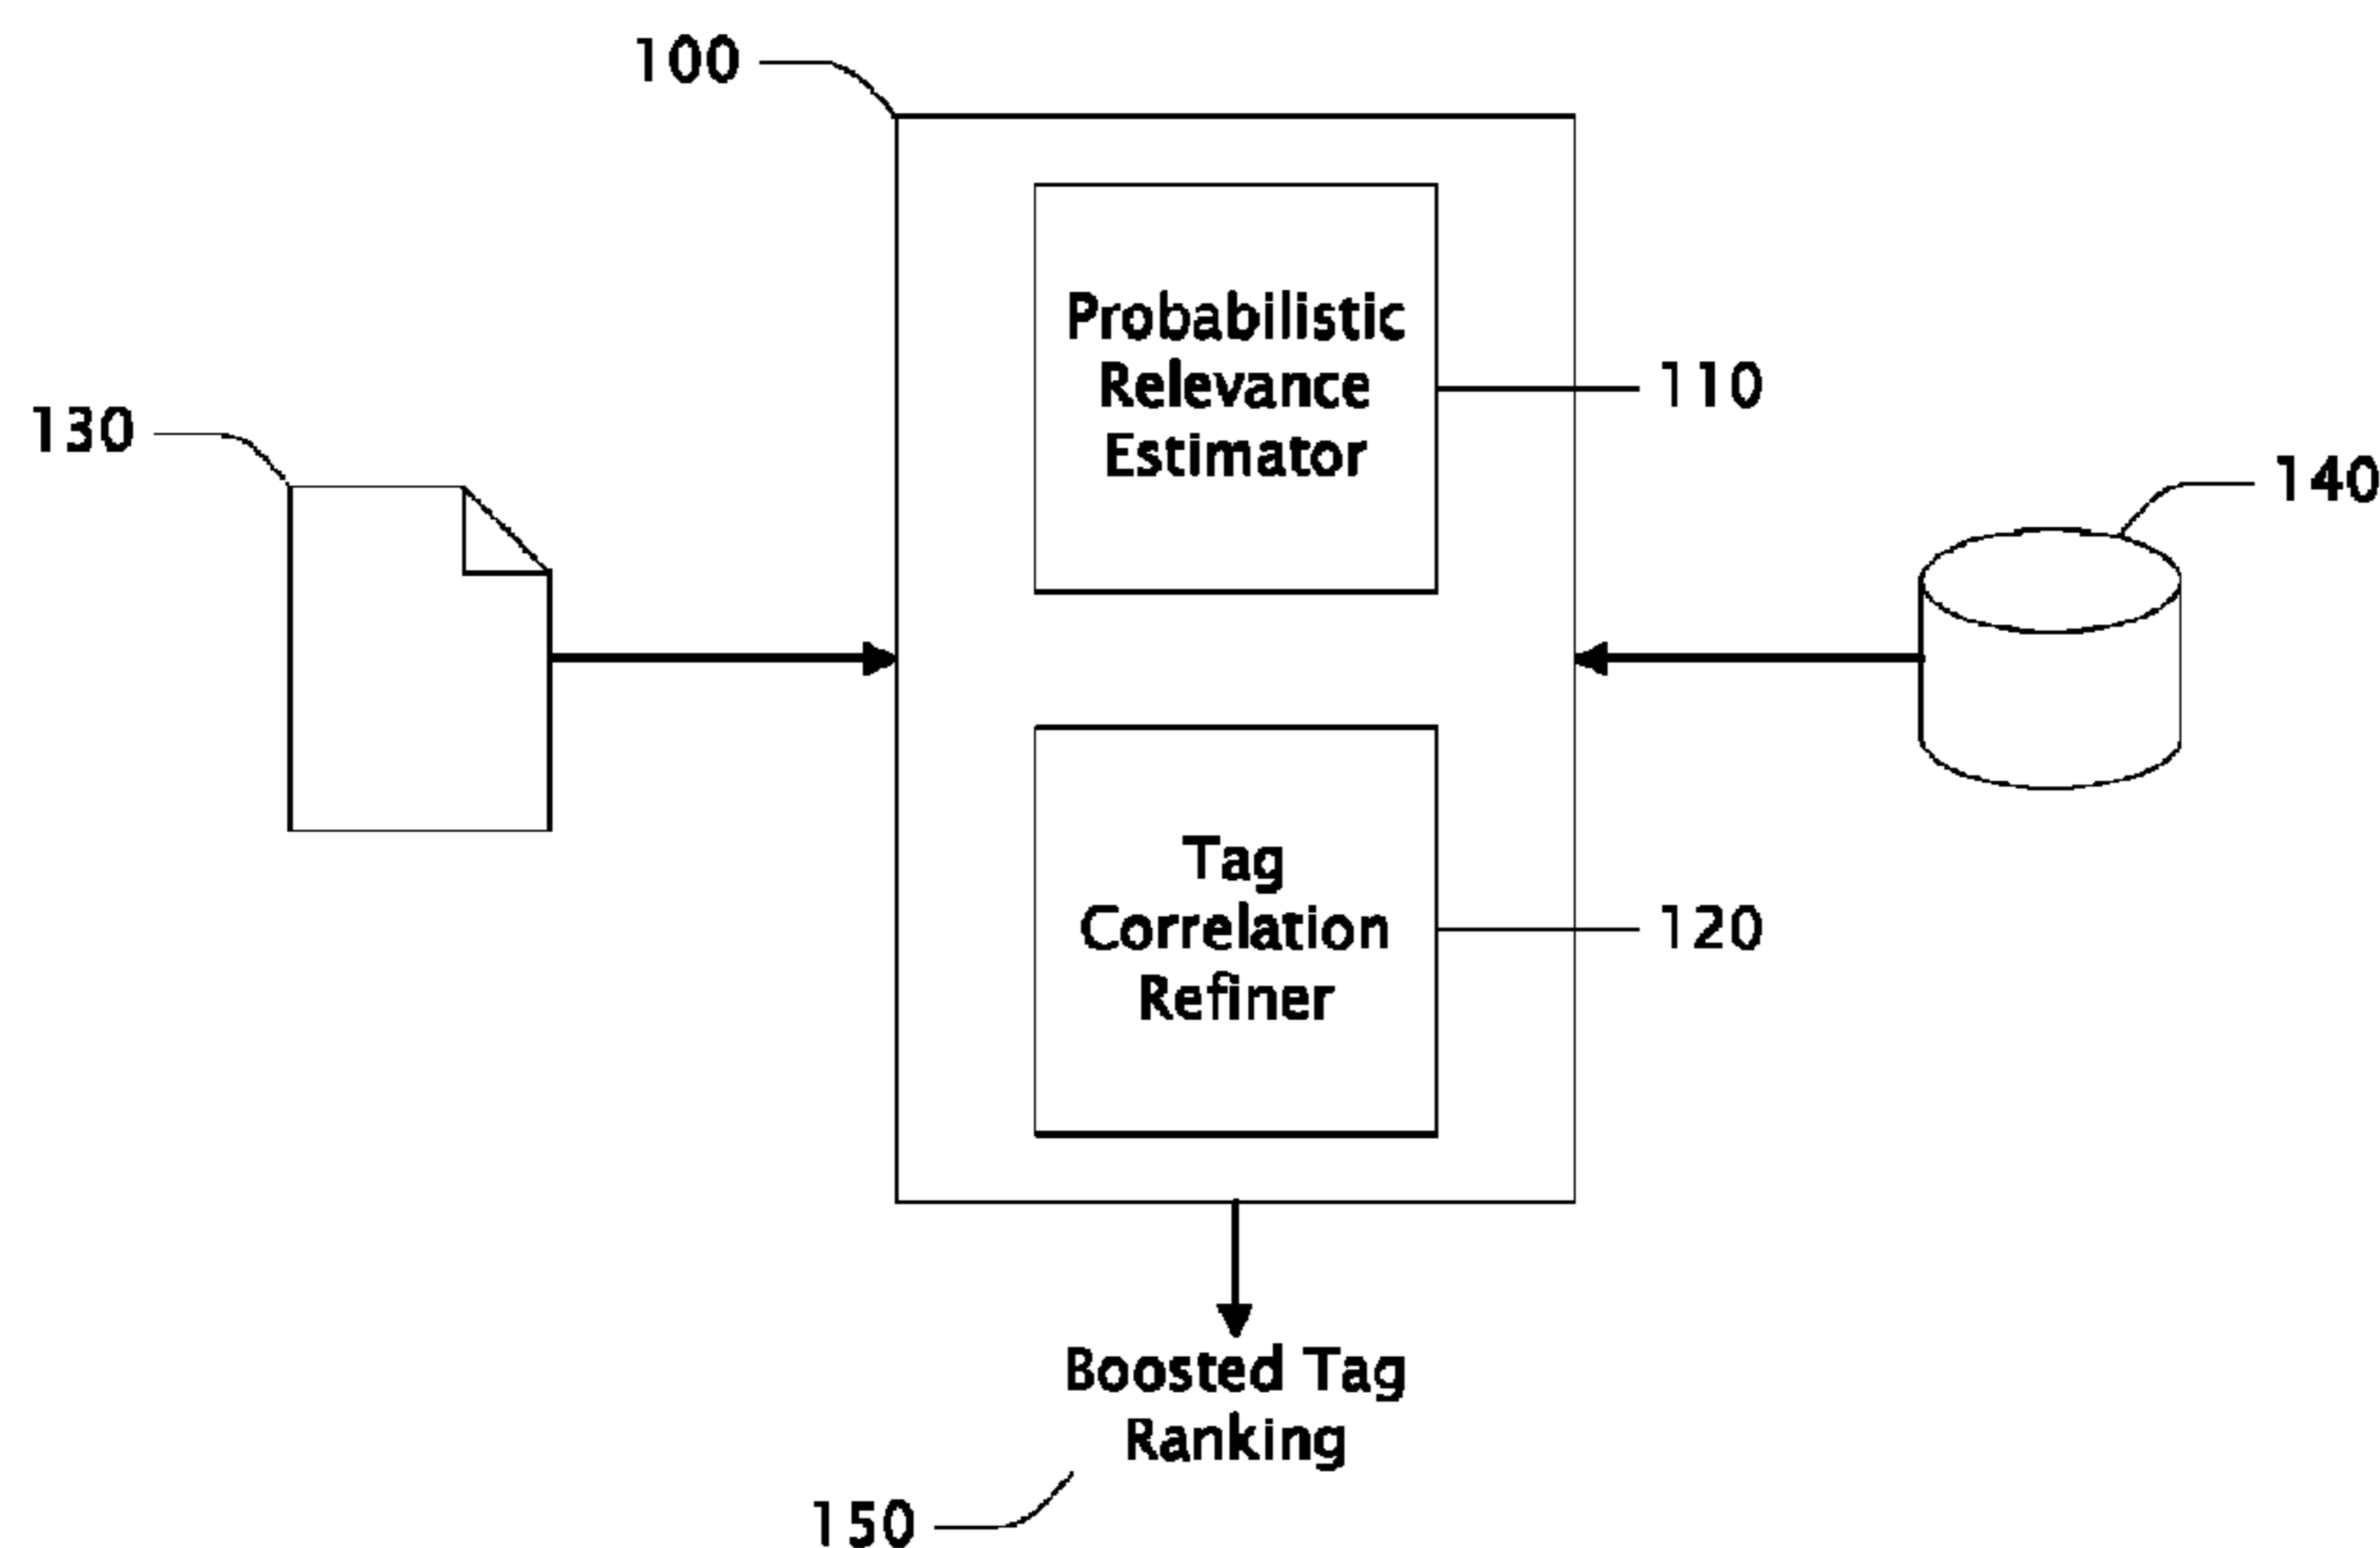 100
Probabilistic
Relevance
Estimator
110
130
140
Tag
Correlation
Refiner
120
Boosted Tag
Ranking
150